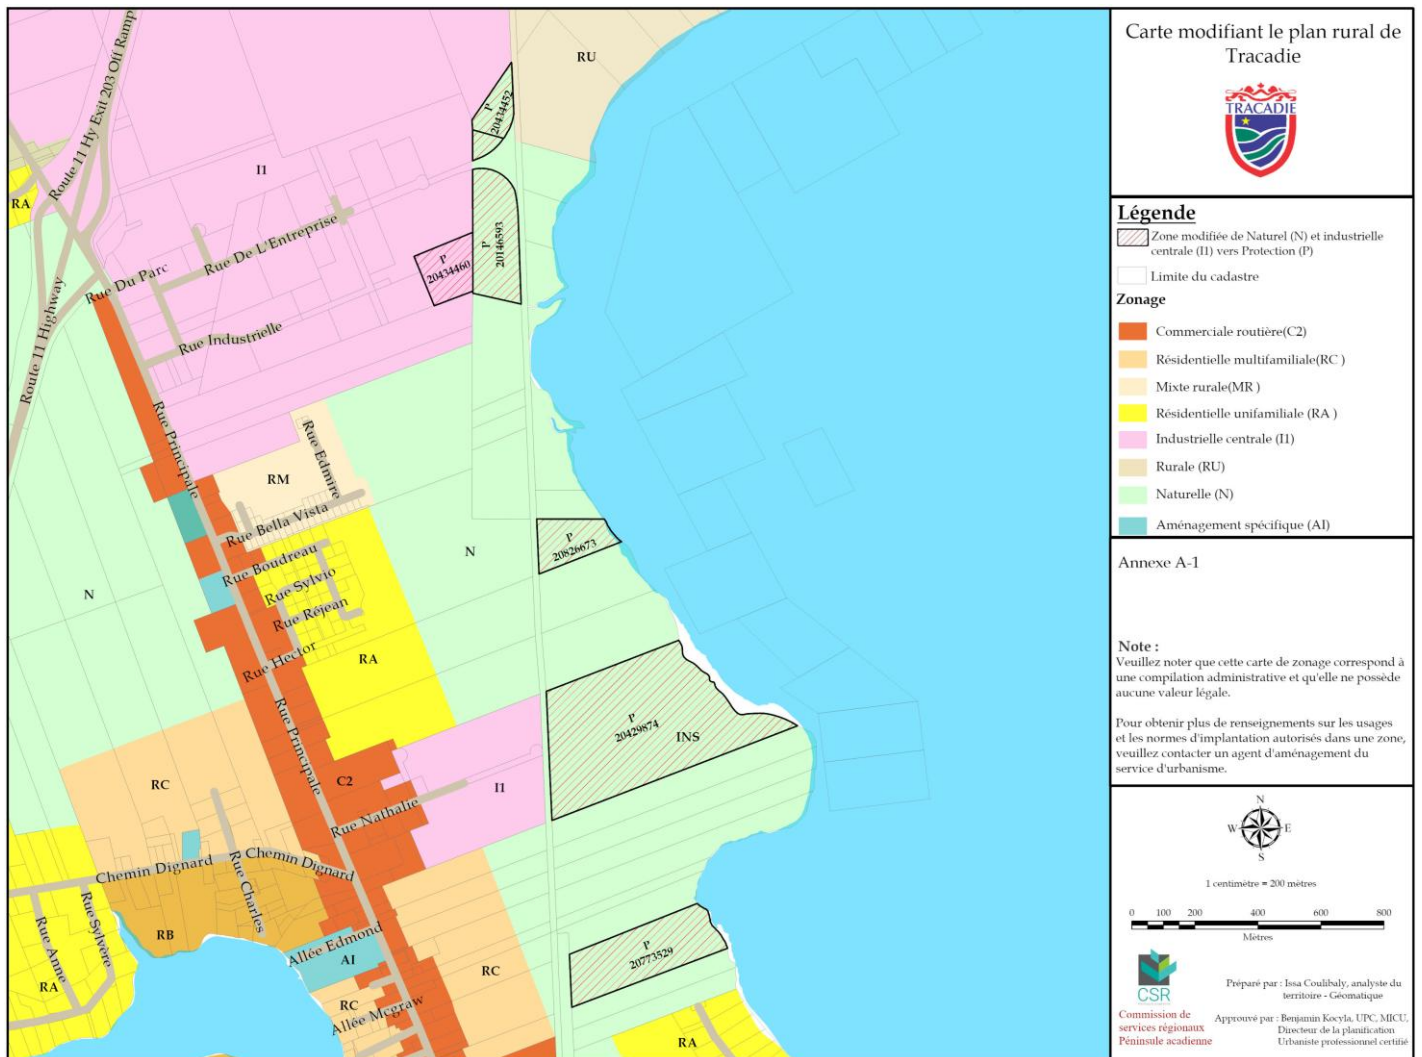 Carte modifiant le plan rural de
Tracadie
TRACADIE
Légende
Zone modifiée de Naturel (N) et industrielle
centrale (I1) vers Protection (P)
Limite du cadastre
Zonage
Commerciale routière(C2)
Résidentielle multifamiliale(RC )
Mixte rurale(MR )
Résidentielle unifamiliale (RA )
Industrielle centrale (I1)
Rurale (RU)
Naturelle (N)
Aménagement spécifique (AI)
Annexe A-1
Note :
Veuillez noter que cette carte de zonage correspond à
une compilation administrative et qu'elle ne possède
aucune valeur légale.
Pour obtenir plus de renseignements sur les usages
et les normes d'implantation autorisés dans une zone,
veuillez contacter un agent d'aménagement du
service d'urbanisme.
N
W
E
S
1 centimètre = 200 mètres
0 100 200 400 600 800
Mètres
CSR
Commission de
services régionaux
Péninsule acadienne
Préparé par : Issa Coulibaly, analyste du
territoire - Géomatique
Approuvé par : Benjamin Kocyla, UPC, MICU,
Directeur de la planification
Urbaniste professionnel certifié
Route 11 Hy Exit 203 Off Ramp
RU
P
20434452
I1
RA
Rue De L'Entreprise
P
20146593
P
20434460
Rue Du Parc
Route 11 Highway
Rue Industrielle
Rue Principale
Rue Edmire
RM
Rue Bella Vista
P
20826673
N
Rue Boudreau
Rue Sylvio
N
Rue Réjean
Rue Hector
RA
Rue Principale
P
20429874
INS
RC
C2
I1
Rue Nathalie
Chemin Dignard
Chemin Dignard
Rue Charles
Rue Sylvère
Rue Anne
RB
Allée Edmond
AI
P
20773529
RC
RA
RC
Allée Mcgraw
RA